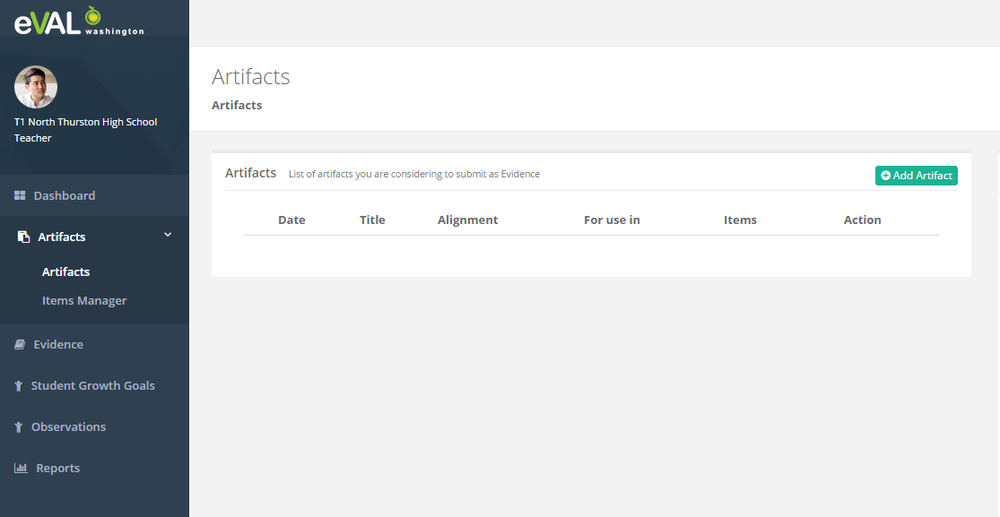 eVAL washington
T1 North Thurston High School
Teacher
Dashboard
Artifacts
Artifacts
Items Manager
Evidence
Student Growth Goals
Observations
Reports
Artifacts
Artifacts
Artifacts List of artifacts you are considering to submit as Evidence Add Artifact
Date Title Alignment For use in Items Action